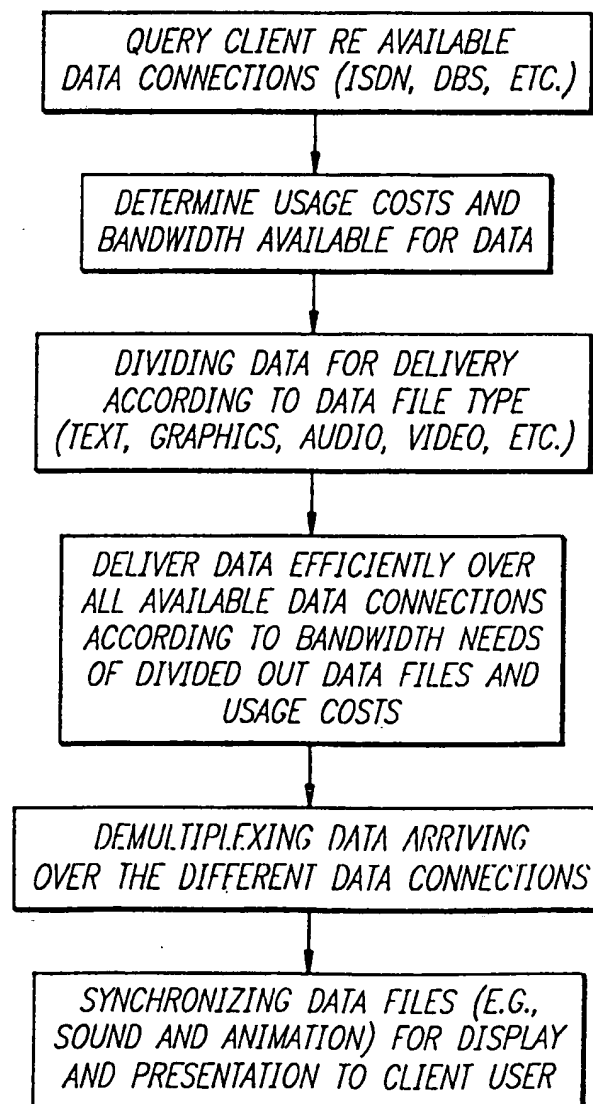 QUERY CLIENT RE AVAILABLE
DATA CONNECTIONS (ISDN, DBS, ETC.)
DETERMINE USAGE COSTS AND
BANDWIDTH AVAILABLE FOR DATA
DIVIDING DATA FOR DELIVERY
ACCORDING TO DATA FILE TYPE
(TEXT, GRAPHICS, AUDIO, VIDEO, ETC.)
DELIVER DATA EFFICIENTLY OVER
ALL AVAILABLE DATA CONNECTIONS
ACCORDING TO BANDWIDTH NEEDS
OF DIVIDED OUT DATA FILES AND
USAGE COSTS
DEMULTIPLEXING DATA ARRIVING
OVER THE DIFFERENT DATA CONNECTIONS
SYNCHRONIZING DATA FILES (E.G.,
SOUND AND ANIMATION) FOR DISPLAY
AND PRESENTATION TO CLIENT USER